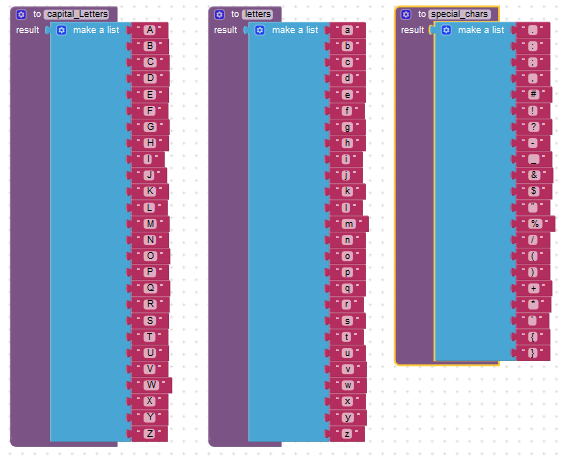 to capital_Letters
result make a list " A "
" B "
" C "
" D "
" E "
" F "
" G "
" H "
" I "
" J "
" K "
" L "
" M "
" N "
" O "
" P "
" Q "
" R "
" S "
" T "
" U "
" V "
" W "
" X "
" Y "
" Z "
to letters
result make a list " a "
" b "
" c "
" d "
" e "
" f "
" g "
" h "
" i "
" j "
" k "
" l "
" m "
" n "
" o "
" p "
" q "
" r "
" s "
" t "
" u "
" v "
" w "
" x "
" y "
" z "
to special_chars
result make a list " . "
" : "
" ; "
" , "
" # "
" ! "
" ? "
" - "
" _ "
" & "
" $ "
" % "
" / "
" ( "
" ) "
" + "
" { "
" } "